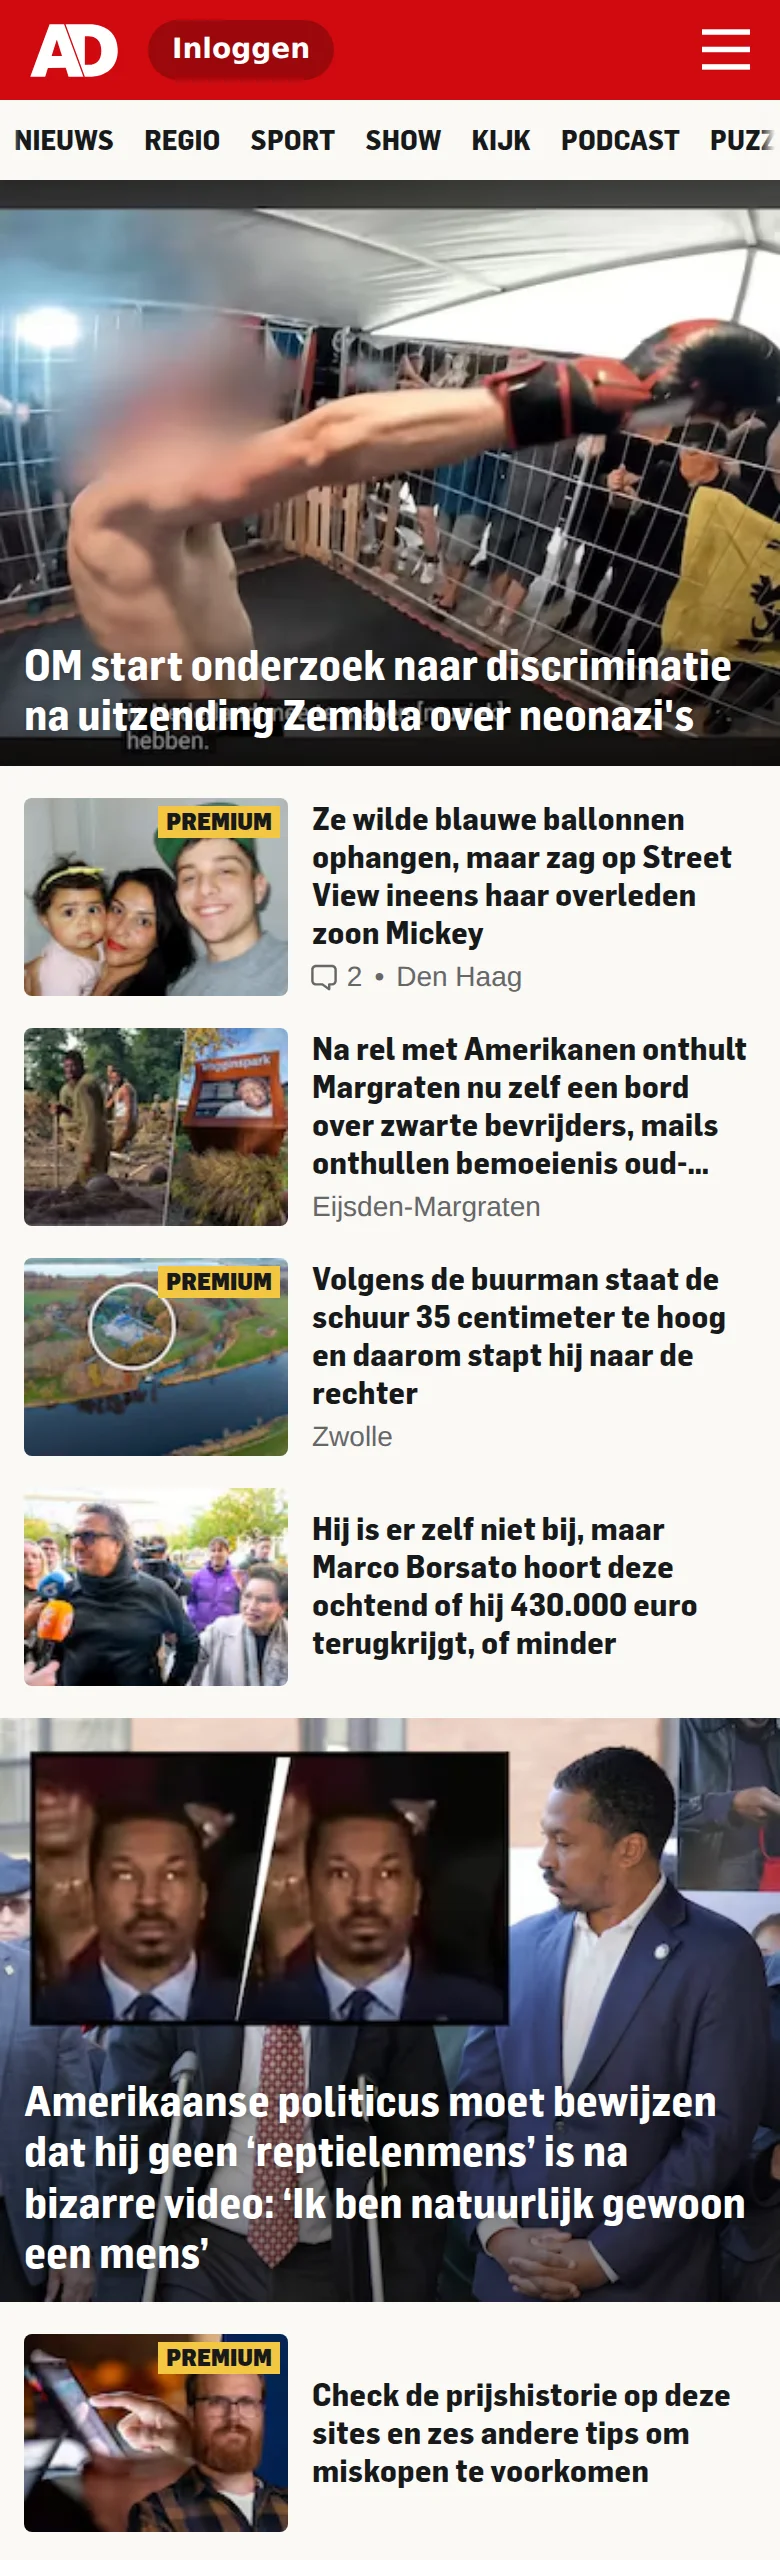 AD
Inloggen
NIEUWS REGIO SPORT SHOW KIJK PODCAST PUZZ
OM start onderzoek naar discriminatie
na uitzending Zembla over neonazi's
hebben.
PREMIUM
Ze wilde blauwe ballonnen
ophangen, maar zag op Street
View ineens haar overleden
zoon Mickey
2 • Den Haag
Na rel met Amerikanen onthult
Margraten nu zelf een bord
over zwarte bevrijders, mails
onthullen bemoeienis oud-...
Eijsden-Margraten
PREMIUM
Volgens de buurman staat de
schuur 35 centimeter te hoog
en daarom stapt hij naar de
rechter
Zwolle
Hij is er zelf niet bij, maar
Marco Borsato hoort deze
ochtend of hij 430.000 euro
terugkrijgt, of minder
Amerikaanse politicus moet bewijzen
dat hij geen ‘reptielenmens’ is na
bizarre video: ‘Ik ben natuurlijk gewoon
een mens’
PREMIUM
Check de prijshistorie op deze
sites en zes andere tips om
miskopen te voorkomen